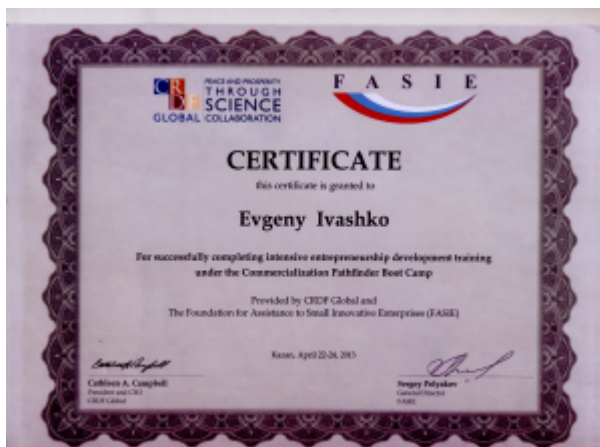 CRDF
GLOBAL
PEACE AND PROSPERITY
THROUGH
SCIENCE
COLLABORATION
F A S I E
CERTIFICATE
this certificate is granted to
Evgeny Ivashko
For successfully completing intensive entrepreneurship development training
under the Commercialization Pathfinder Boot Camp
Provided by CRDF Global and
The Foundation for Assistance to Small Innovative Enterprises (FASIE)
Kazan, April 22-24, 2013
Cathleen A. Campbell
President and CEO
CRDF Global
Sergey Polyakov
General Director
FASIE